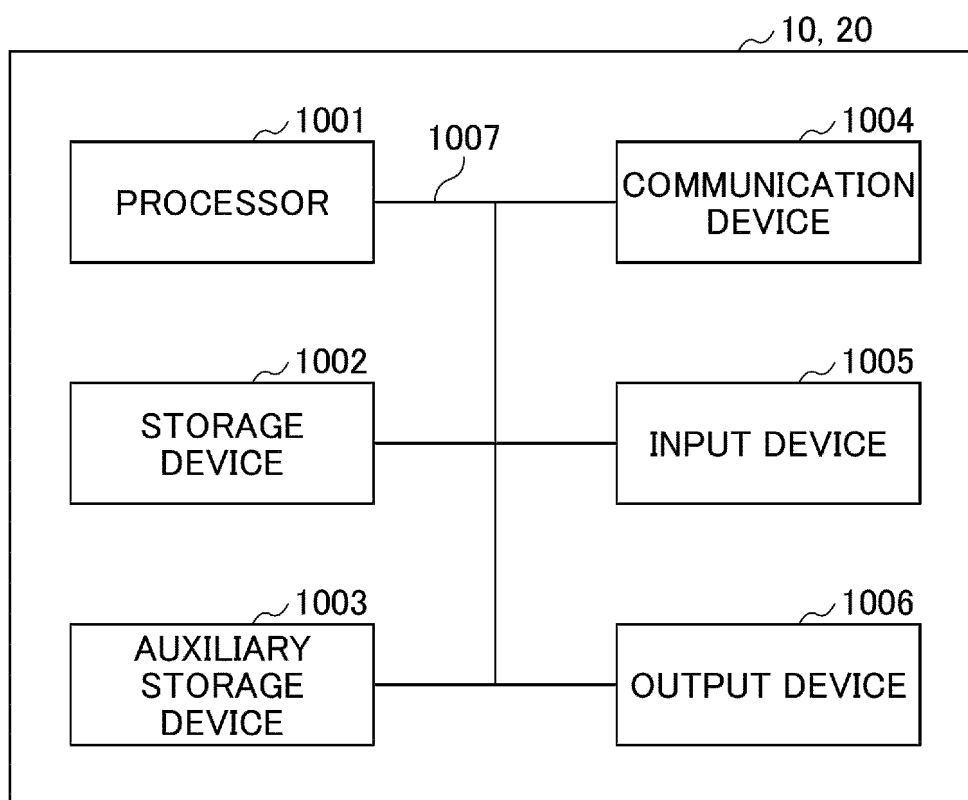 10, 20
1001
PROCESSOR
1007
1004
COMMUNICATION
DEVICE
1002
STORAGE
DEVICE
1005
INPUT DEVICE
1003
AUXILIARY
STORAGE
DEVICE
1006
OUTPUT DEVICE